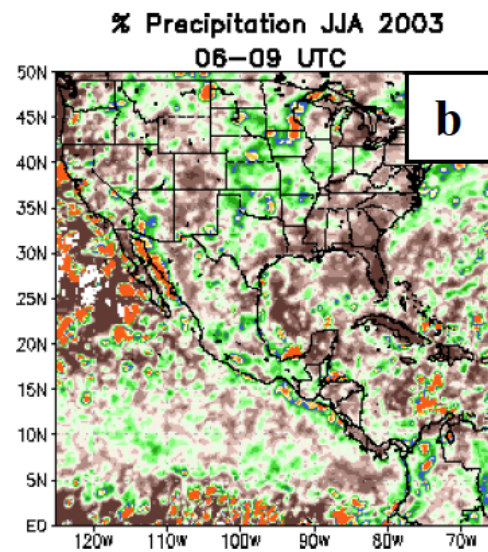 % Precipitation JJA 2003
06–09 UTC
b
50N
45N
40N
35N
30N
25N
20N
15N
10N
5N
EQ
120W
110W
100W
90W
80W
70W